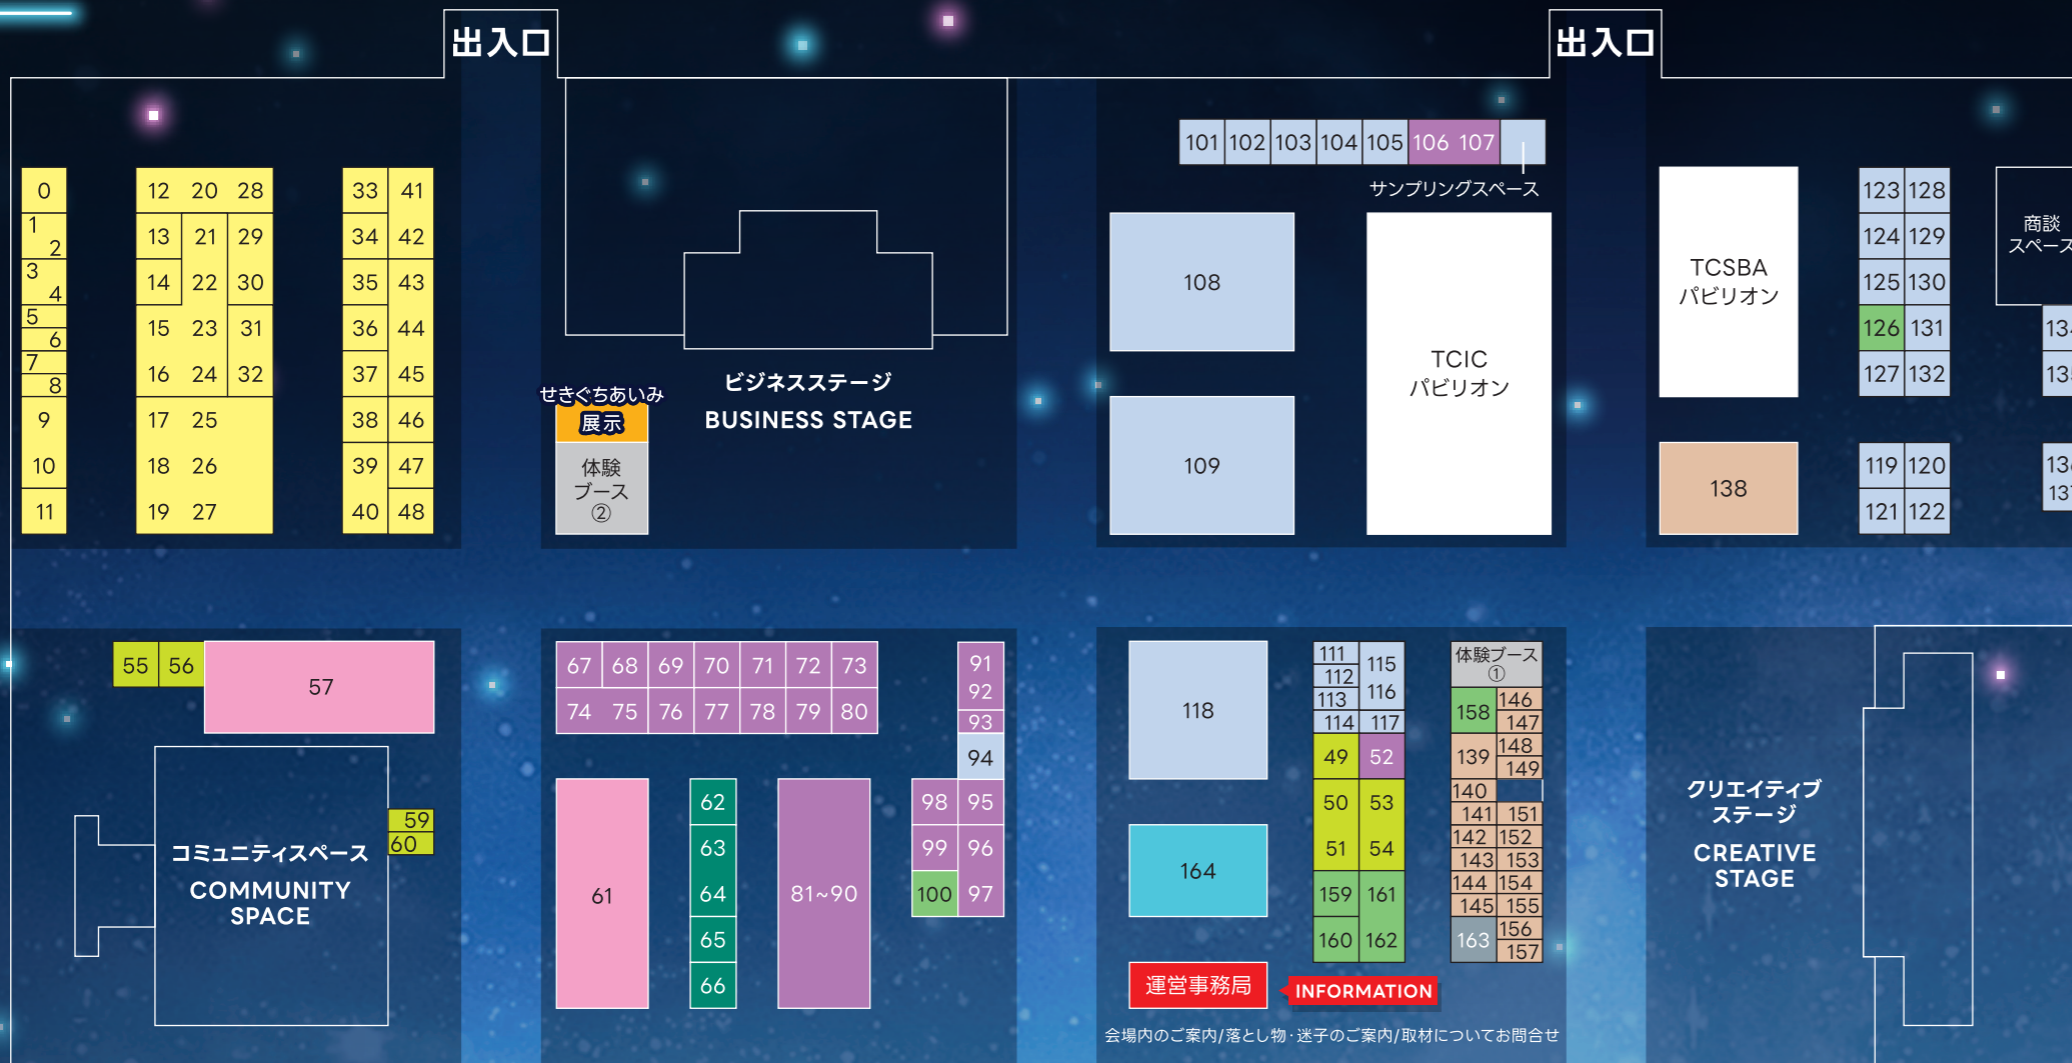 出入口
出入口
101 102 103 104 105 106 107
サンプリングスペース
0
1
2
3
4
5
6
7
8
9
10
11
12 20 28
13 21 29
14 22 30
15 23 31
16 24 32
17 25
18 26
19 27
33 41
34 42
35 43
36 44
37 45
38 46
39 47
40 48
ビジネスステージ
BUSINESS STAGE
せきぐちあいみ
展示
体験
ブース
②
108
109
TCIC
パビリオン
TCSBA
パビリオン
138
123 128
124 129
125 130
126 131
127 132
119 120
121 122
商談
スペース
55 56
57
コミュニティスペース
COMMUNITY
SPACE
59
60
67 68 69 70 71 72 73
74 75 76 77 78 79 80
61
62
63
64
65
66
81~90
91
92
93
94
98 95
99 96
100 97
118
164
運営事務局
INFORMATION
会場内のご案内/落とし物・迷子のご案内/取材についてお問合せ
111
112
113
114
115
116
117
49 52
50 53
51 54
159 161
160 162
体験ブース
①
158
146
147
139
148
149
140
141 151
142 152
143 153
144 154
145 155
163
156
157
クリエイティブ
ステージ
CREATIVE
STAGE